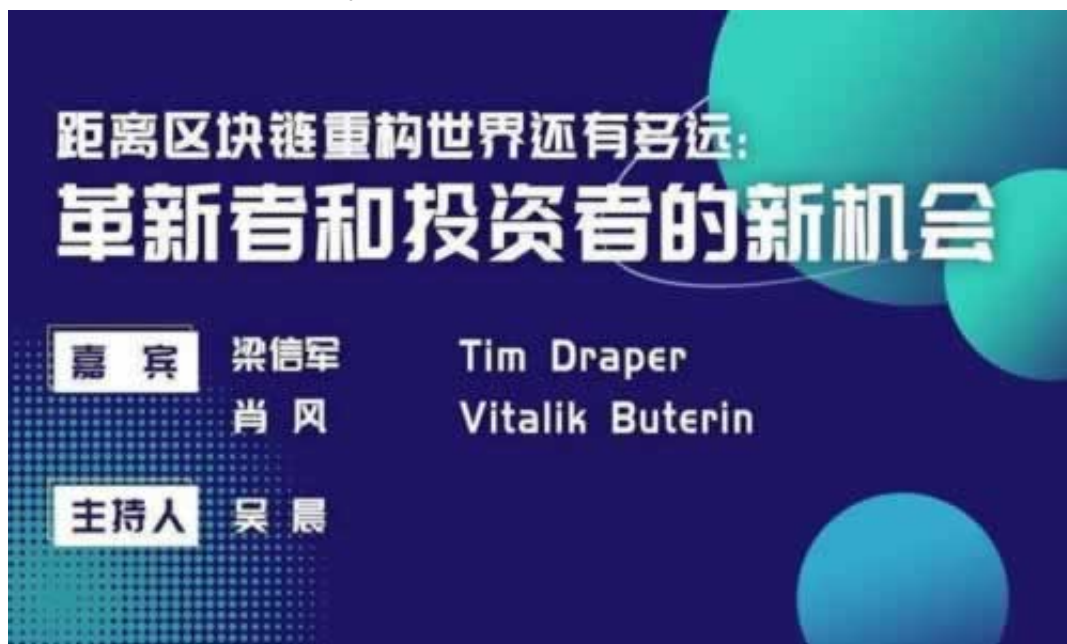 距离区块链重构世界还有多远:
革新者和投资者的新机会
嘉 宾 梁信军 Tim Draper
肖 风 Vitalik Buterin
主持人 吴 晨